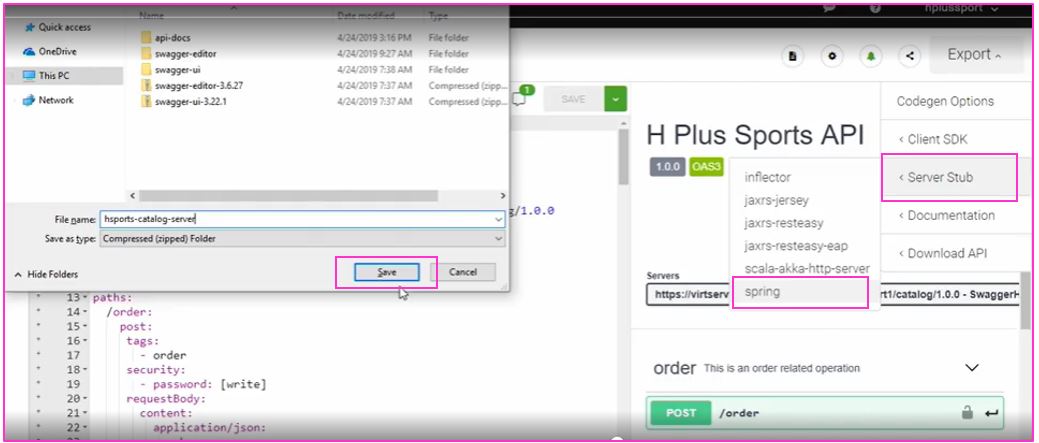 Name
Date modified
Type
Quick access
OneDrive
This PC
Network
api-docs 4/24/2019 3:16 PM File folder
swagger-editor 4/24/2019 9:27 AM File folder
swagger-ui 4/24/2019 7:38 AM File folder
swagger-editor-3.6.27 4/24/2019 7:37 AM Compressed (zipp...
swagger-ui-3.22.1 4/24/2019 7:37 AM Compressed (zipp...
File name: hsports-catalog-server
Save as type: Compressed (zipped) Folder
Hide Folders
Save
Cancel
hplussport
Export
1
SAVE
g/1.0.0
Codegen Options
Client SDK
Server Stub
Documentation
Download API
H Plus Sports API
1.0.0 OAS3
inflector
jaxrs-jersey
jaxrs-resteasy
jaxrs-resteasy-eap
scala-akka-http-server
spring
Servers
https://virtserv rt1/catalog/1.0.0 - SwaggerH
order This is an order related operation
POST /order
13 paths:
14 /order:
15 post:
16 tags:
17 - order
18 security:
19 - password: [write]
20 requestBody:
21 content:
22 application/json: